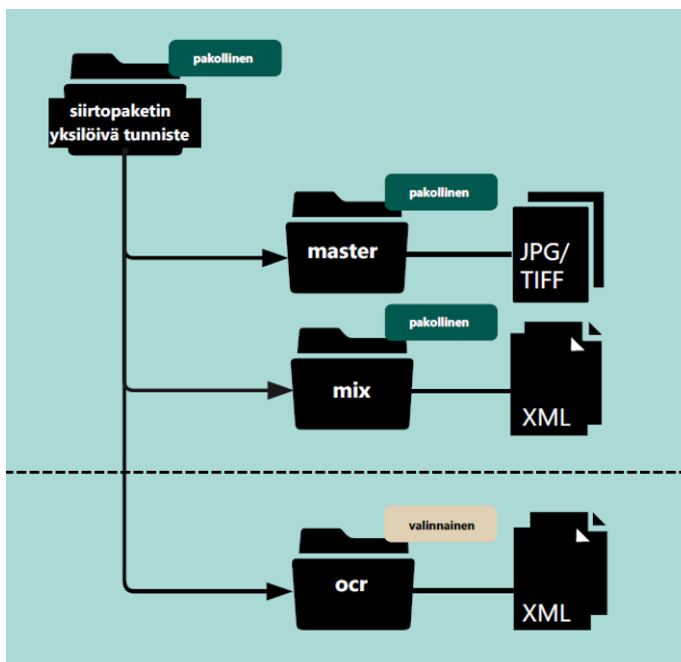 pakollinen
siirtopaketin
yksilöivä tunniste
pakollinen
master
JPG/
TIFF
pakollinen
mix
XML
valinnainen
ocr
XML